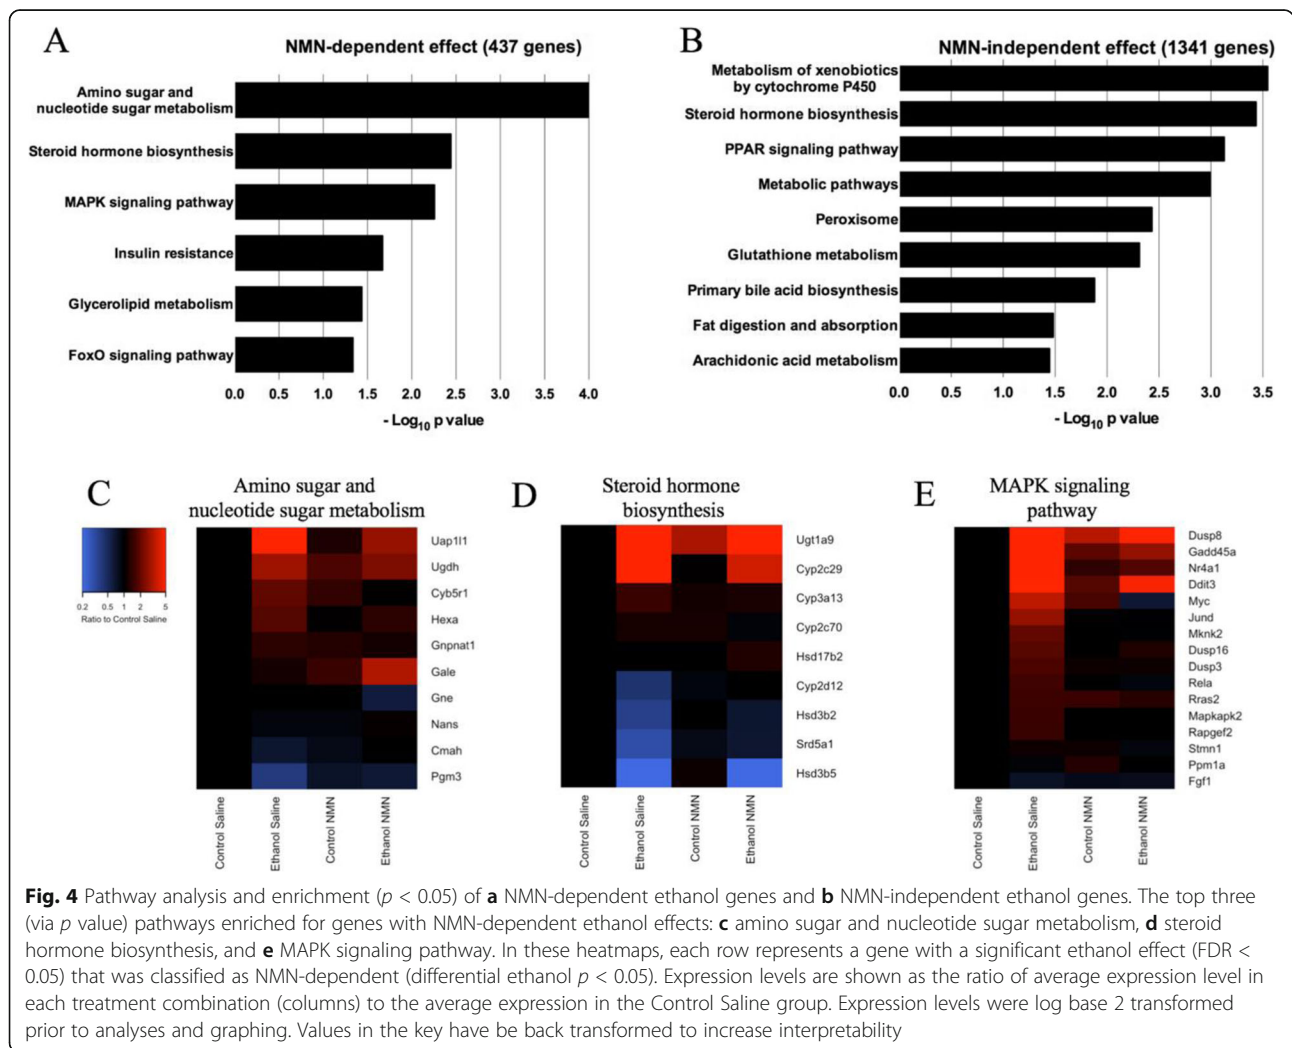 A
NMN-dependent effect (437 genes)
Amino sugar and
nucleotide sugar metabolism
Steroid hormone biosynthesis
MAPK signaling pathway
Insulin resistance
Glycerolipid metabolism
FoxO signaling pathway
0.0 0.5 1.0 1.5 2.0 2.5 3.0 3.5 4.0
- Log10 p value
B
NMN-independent effect (1341 genes)
Metabolism of xenobiotics
by cytochrome P450
Steroid hormone biosynthesis
PPAR signaling pathway
Metabolic pathways
Peroxisome
Glutathione metabolism
Primary bile acid biosynthesis
Fat digestion and absorption
Arachidonic acid metabolism
0.0 0.5 1.0 1.5 2.0 2.5 3.0 3.5
- Log10 p value
C
Amino sugar and
nucleotide sugar metabolism
0.2 0.5 1 2 5
Ratio to Control Saline
Uap1l1
Ugdh
Cyb5r1
Hexa
Gnpnat1
Gale
Gne
Nans
Cmah
Pgm3
Control Saline
Ethanol Saline
Control NMN
Ethanol NMN
D
Steroid hormone
biosynthesis
Ugt1a9
Cyp2c29
Cyp3a13
Cyp2c70
Hsd17b2
Cyp2d12
Hsd3b2
Srd5a1
Hsd3b5
Control Saline
Ethanol Saline
Control NMN
Ethanol NMN
E
MAPK signaling
pathway
Dusp8
Gadd45a
Nr4a1
Ddit3
Myc
Jund
Mknk2
Dusp16
Dusp3
Rela
Rras2
Mapkapk2
Rapgef2
Stmn1
Ppm1a
Fgf1
Control Saline
Ethanol Saline
Control NMN
Ethanol NMN
Fig. 4 Pathway analysis and enrichment (p < 0.05) of a NMN-dependent ethanol genes and b NMN-independent ethanol genes. The top three
(via p value) pathways enriched for genes with NMN-dependent ethanol effects: c amino sugar and nucleotide sugar metabolism, d steroid
hormone biosynthesis, and e MAPK signaling pathway. In these heatmaps, each row represents a gene with a significant ethanol effect (FDR <
0.05) that was classified as NMN-dependent (differential ethanol p < 0.05). Expression levels are shown as the ratio of average expression level in
each treatment combination (columns) to the average expression in the Control Saline group. Expression levels were log base 2 transformed
prior to analyses and graphing. Values in the key have be back transformed to increase interpretability